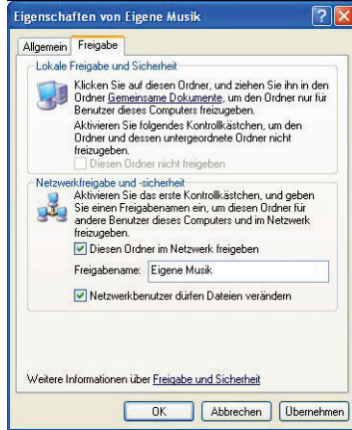 Eigenschaften von Eigene Musik
Allgemein Freigabe
Lokale Freigabe und Sicherheit
Klicken Sie auf diesen Ordner, und ziehen Sie ihn in den
Ordner Gemeinsame Dokumente, um den Ordner nur für
Benutzer dieses Computers freizugeben.
Aktivieren Sie folgendes Kontrollkästchen, um den
Ordner und dessen untergeordnete Ordner nicht
freizugeben.
Diesen Ordner nicht freigeben
Netzwerkfreigabe und -sicherheit
Aktivieren Sie das erste Kontrollkästchen, und geben
Sie einen Freigabenamen ein, um diesen Ordner für
andere Benutzer dieses Computers und im Netzwerk
freizugeben.
Diesen Ordner im Netzwerk freigeben
Freigabename: Eigene Musik
Netzwerkbenutzer dürfen Dateien verändern
Weitere Informationen über Freigabe und Sicherheit
OK Abbrechen Übernehmen